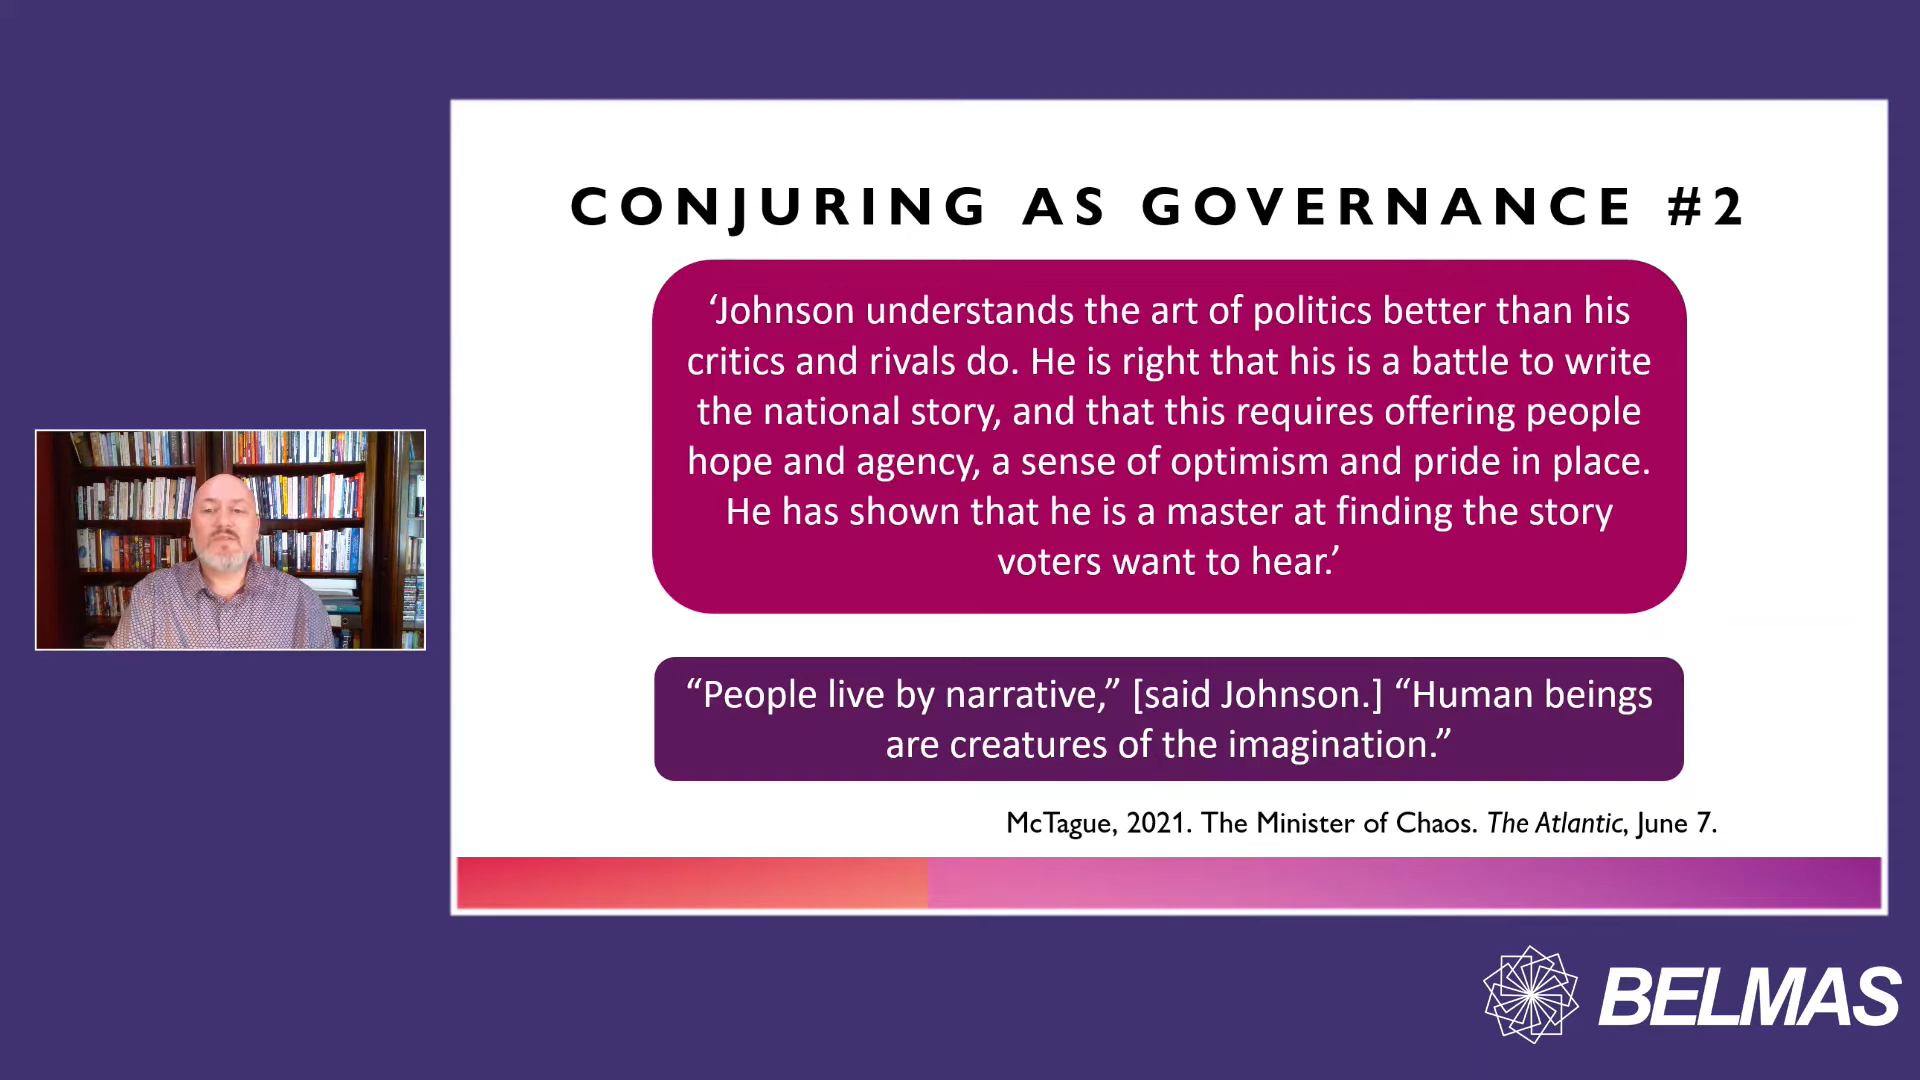 CONJURING AS GOVERNANCE #2
‘Johnson understands the art of politics better than his
critics and rivals do. He is right that his is a battle to write
the national story, and that this requires offering people
hope and agency, a sense of optimism and pride in place.
He has shown that he is a master at finding the story
voters want to hear.’
“People live by narrative,” [said Johnson.] “Human beings
are creatures of the imagination.”
McTague, 2021. The Minister of Chaos. The Atlantic, June 7.
BELMAS